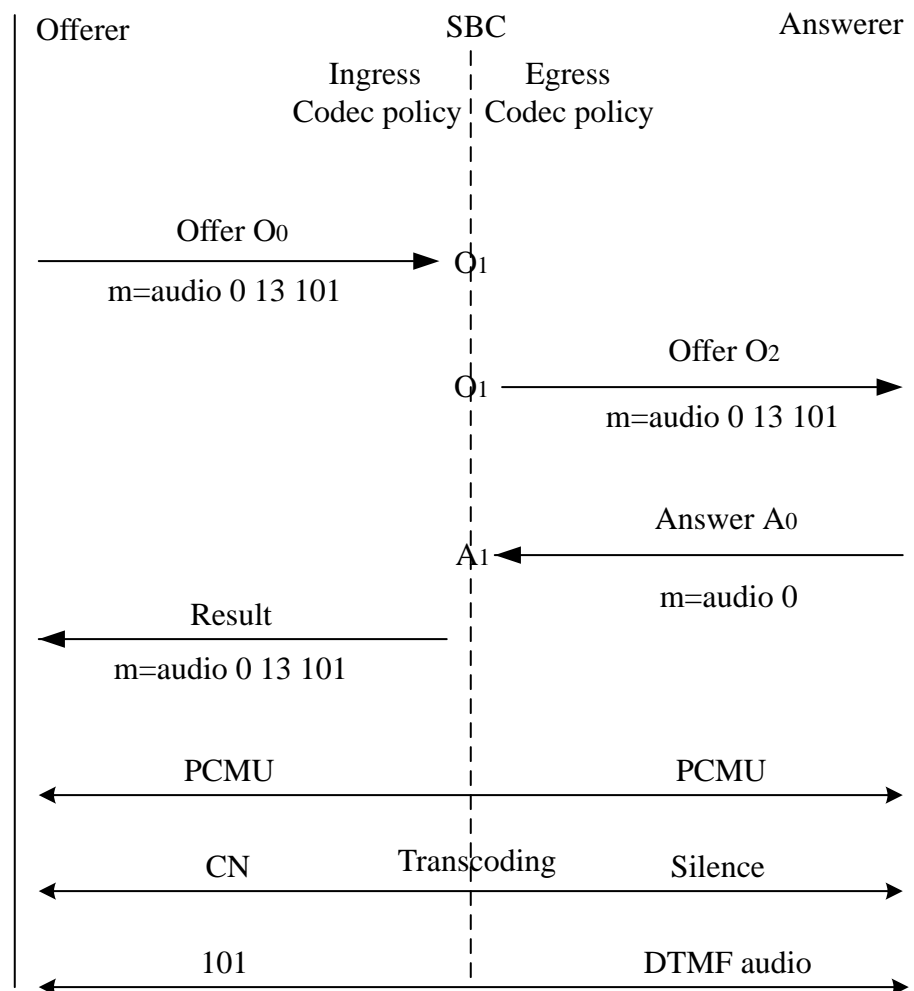 Offerer SBC Answerer
Ingress Egress
Codec policy Codec policy
Offer O0
O1
m=audio 0 13 101
Offer O2
O1
m=audio 0 13 101
Answer A0
A1
m=audio 0
Result
m=audio 0 13 101
PCMU PCMU
CN Transcoding Silence
101 DTMF audio